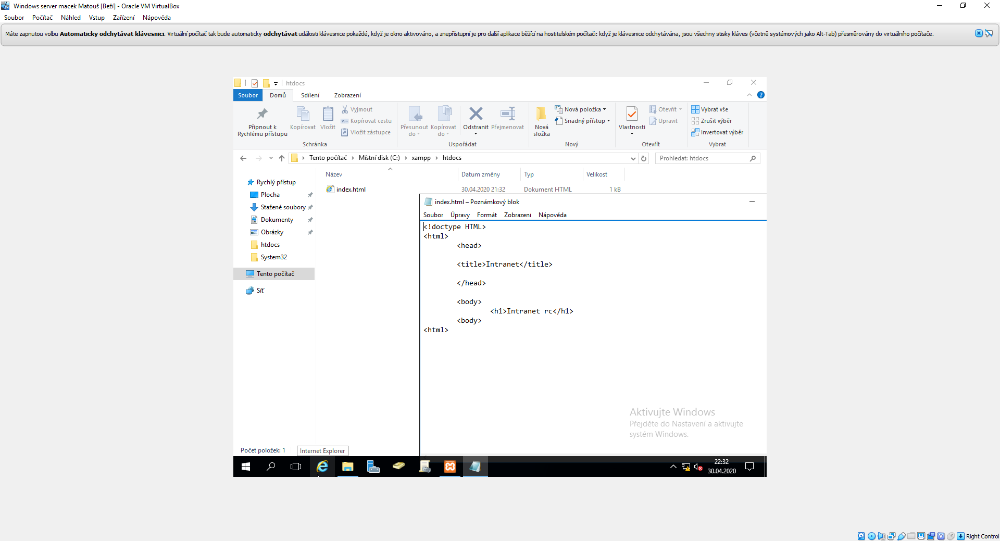 Windows server macek Matouš [Beží] - Oracle VM VirtualBox
Soubor Počítač Náhled Vstup Zařízení Nápověda
Máte zapnutou volbu Automaticky odchytávat klávesnici. Virtuální počítač tak bude automaticky odchytávat události klávesnice pokaždé, když je okno aktivováno, a znepřístupní je pro další aplikace běžící na hostitelském počítači: když je klávesnice odchytávána, jsou všechny stisky kláves (včetně systémových jako Alt-Tab) přesměrovány do virtuálního počítače.
htdocs
Soubor Domů Sdílení Zobrazení
Připnout k Rychlému přístupu
Kopírovat
Vložit
Vyjmout
Kopírovat cestu
Vložit zástupce
Schránka
Přesunout do
Kopírovat do
Odstranit
Přejmenovat
Uspořádat
Nová složka
Nová položka
Snadný přístup
Nový
Vlastnosti
Otevřít
Upravit
Otevřít
Vybrat vše
Zrušit výběr
Invertovat výběr
Vybrat
Tento počítač > Místní disk (C:) > xampp > htdocs
Prohledat: htdocs
Název Datum změny Typ Velikost
index.html 30.04.2020 21:32 Dokument HTML 1 kB
Rychlý přístup
Plocha
Stažené soubory
Dokumenty
Obrázky
htdocs
System32
Tento počítač
Síť
index.html – Poznámkový blok
Soubor Úpravy Formát Zobrazení Nápověda
<!doctype HTML>
<html>
<head>
<title>Intranet</title>
</head>
<body>
<h1>Intranet rc</h1>
<body>
<html>
Aktivujte Windows
Přejděte do Nastavení a aktivujte
systém Windows.
Počet položek: 1
Internet Explorer
22:32
30.04.2020
Right Control